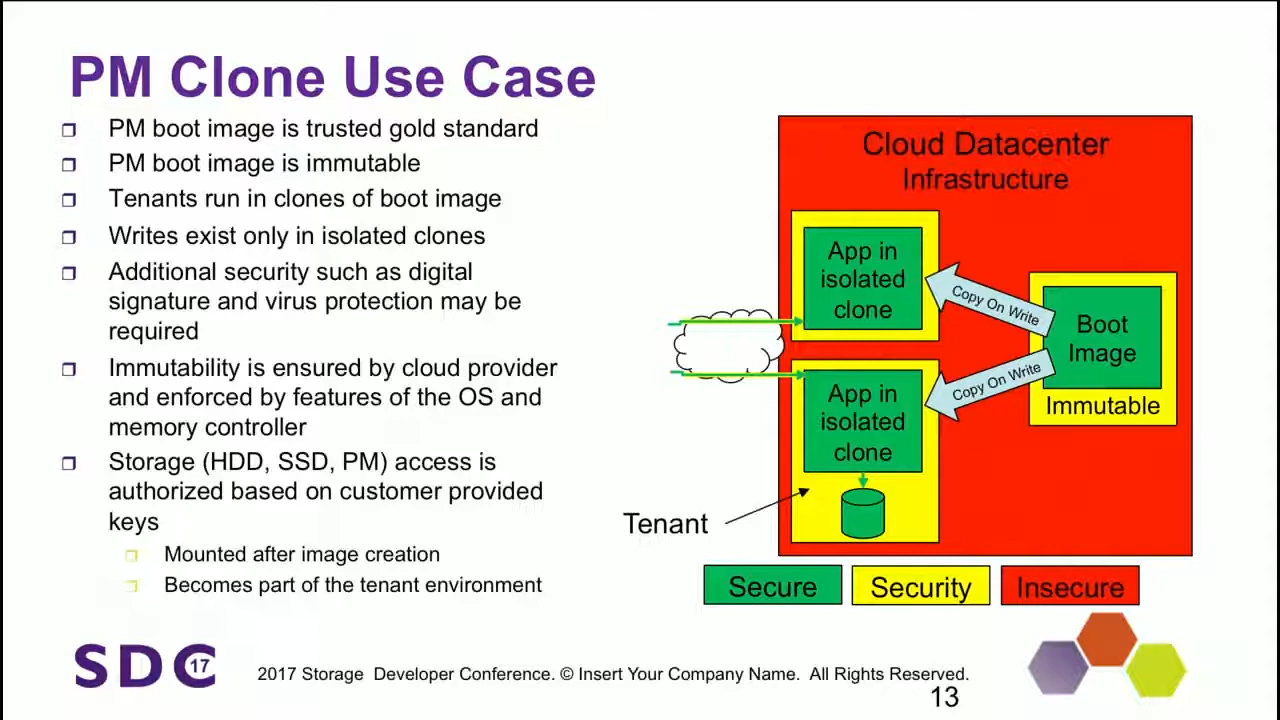 PM Clone Use Case
PM boot image is trusted gold standard
PM boot image is immutable
Tenants run in clones of boot image
Writes exist only in isolated clones
Additional security such as digital
signature and virus protection may be
required
Immutability is ensured by cloud provider
and enforced by features of the OS and
memory controller
Storage (HDD, SSD, PM) access is
authorized based on customer provided
keys
Mounted after image creation
Becomes part of the tenant environment
Cloud Datacenter
Infrastructure
App in
isolated
clone
Copy On Write
Boot
Image
Immutable
App in
isolated
clone
Copy On Write
Tenant
Secure
Security
Insecure
SDC 17
2017 Storage  Developer Conference. © Insert Your Company Name.  All Rights Reserved.
13